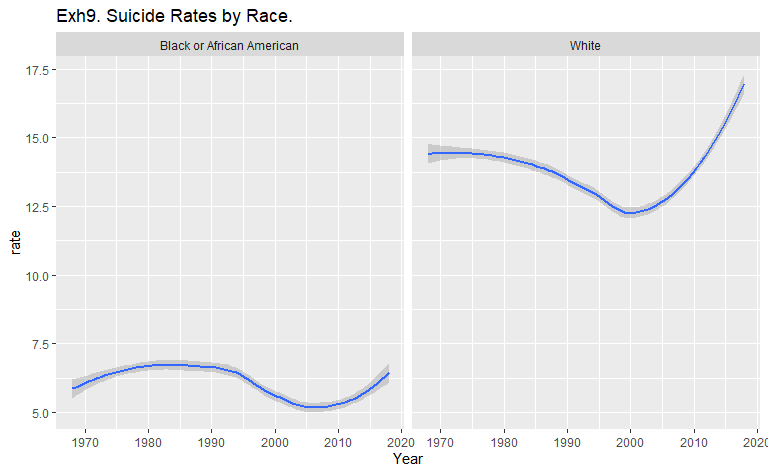 Exh9. Suicide Rates by Race.
Black or African American
White
17.5
15.0
12.5
10.0
7.5
5.0
rate
1970 1980 1990 2000 2010 2020
1970 1980 1990 2000 2010 2020
Year